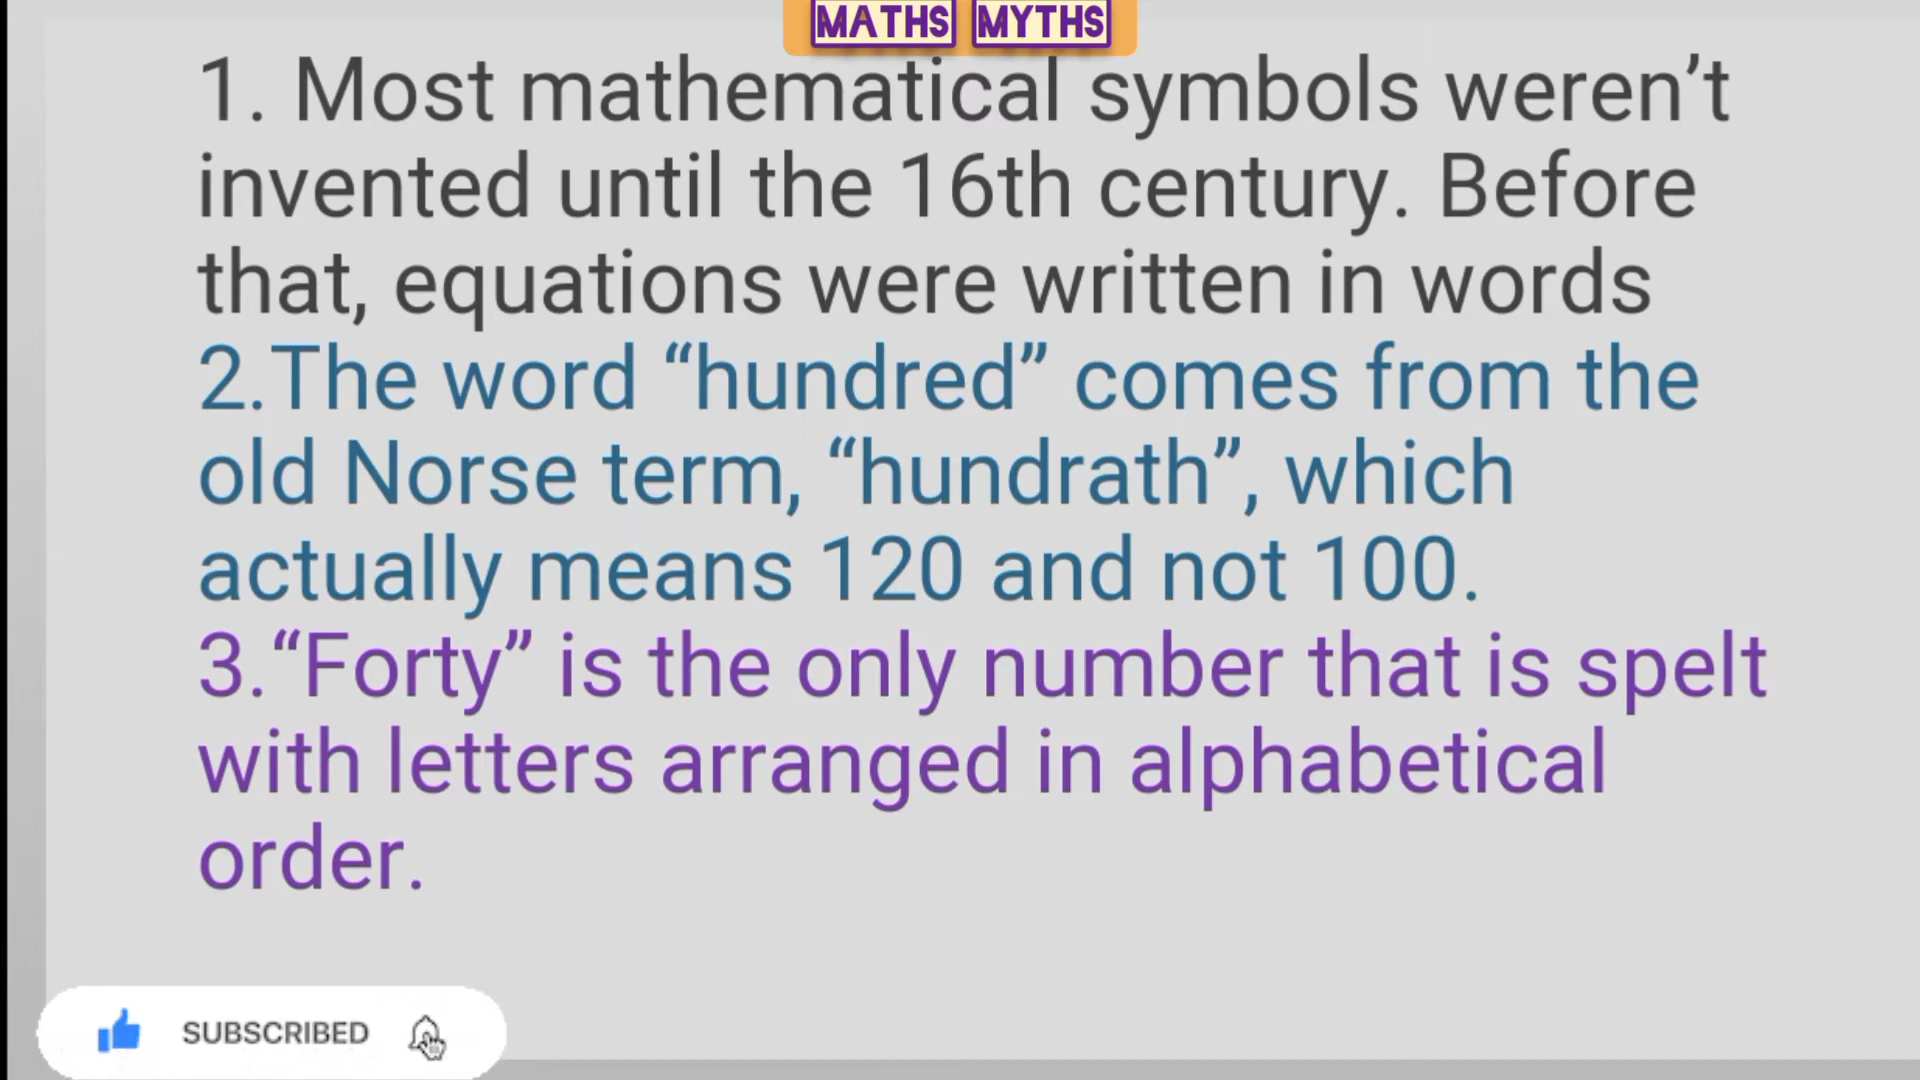 MATHS MYTHS
1. Most mathematical symbols weren’t
invented until the 16th century. Before
that, equations were written in words
2.The word “hundred” comes from the
old Norse term, “hundrath”, which
actually means 120 and not 100.
3.“Forty” is the only number that is spelt
with letters arranged in alphabetical
order.
SUBSCRIBED